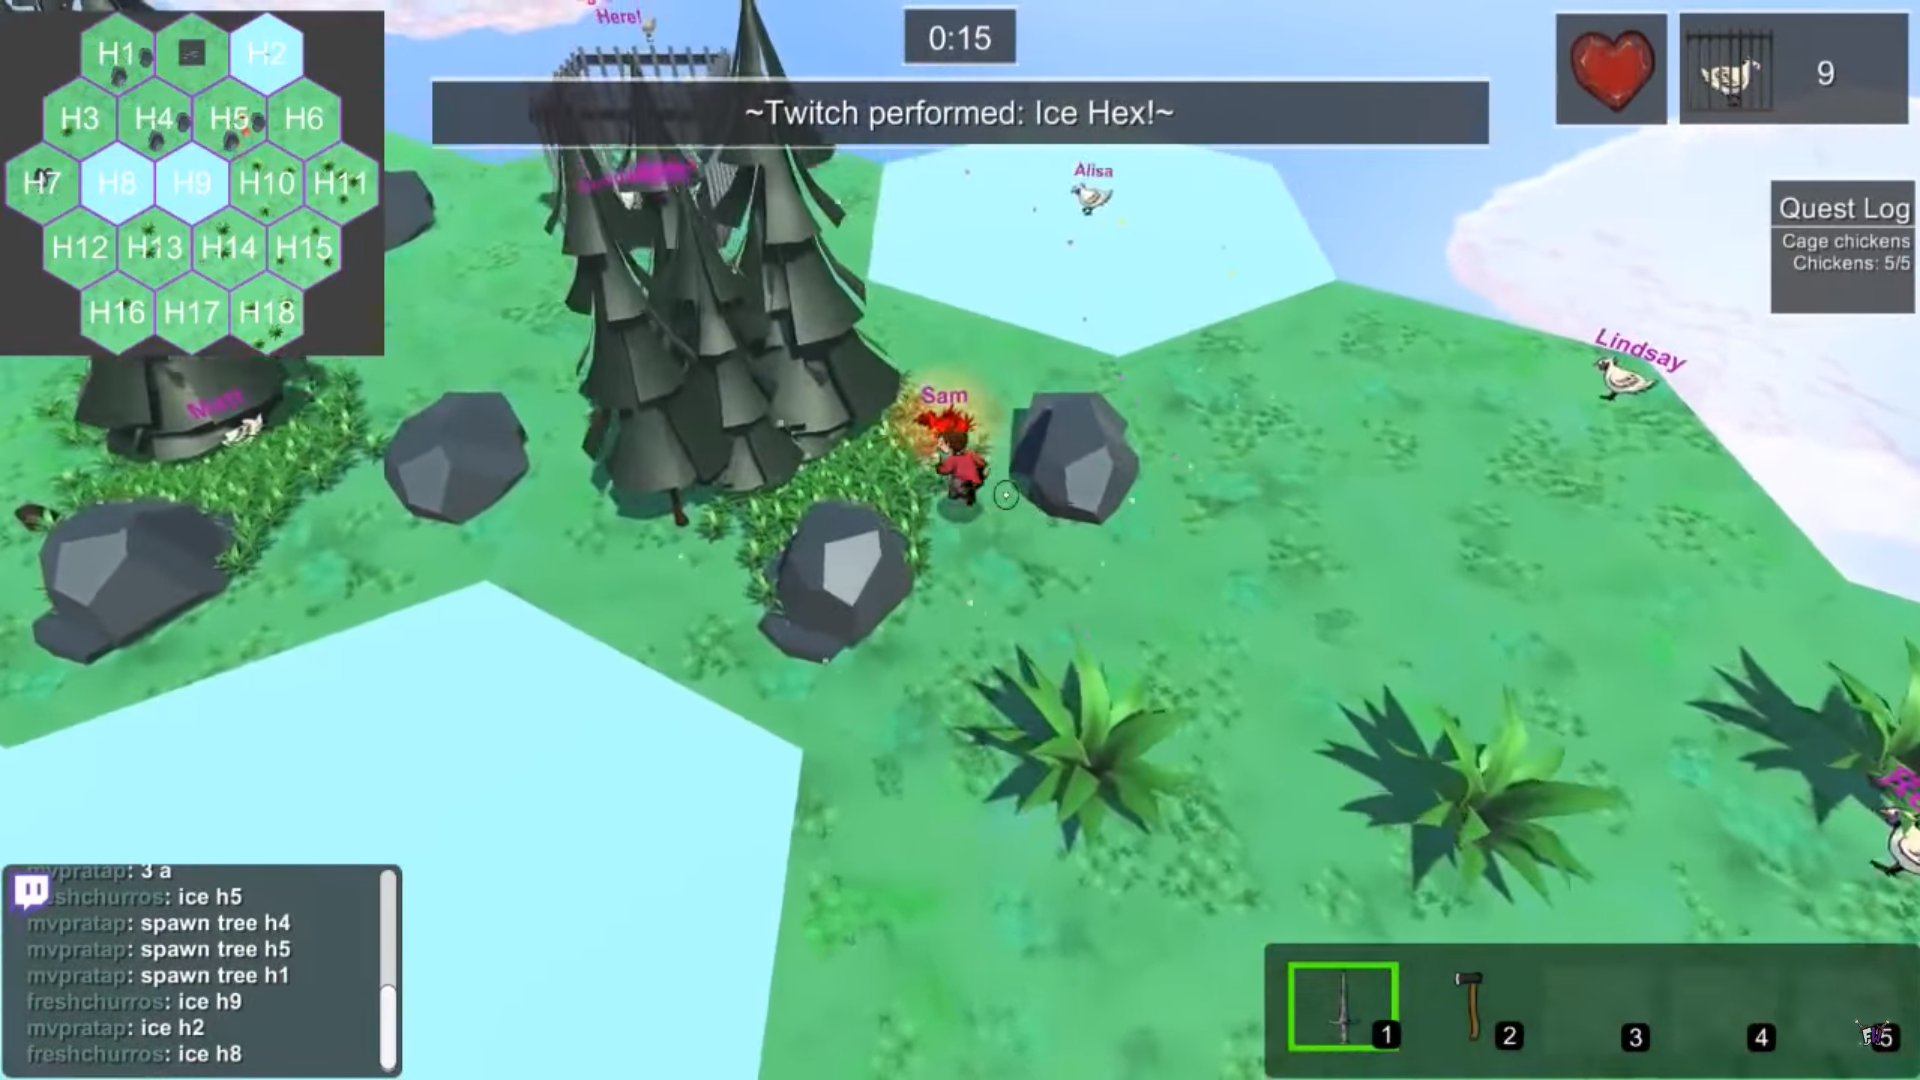 H1
H2
H3
H4
H5
H6
H7
H8
H9
H10
H11
H12
H13
H14
H15
H16
H17
H18
Here!
0:15
~Twitch performed: Ice Hex!~
9
Quest Log
Cage chickens
Chickens: 5/5
Alisa
Lindsay
Sam
Matt
mvpratap: 3 a
freshchurros: ice h5
mvpratap: spawn tree h4
mvpratap: spawn tree h5
mvpratap: spawn tree h1
freshchurros: ice h9
mvpratap: ice h2
freshchurros: ice h8
1
2
3
4
5